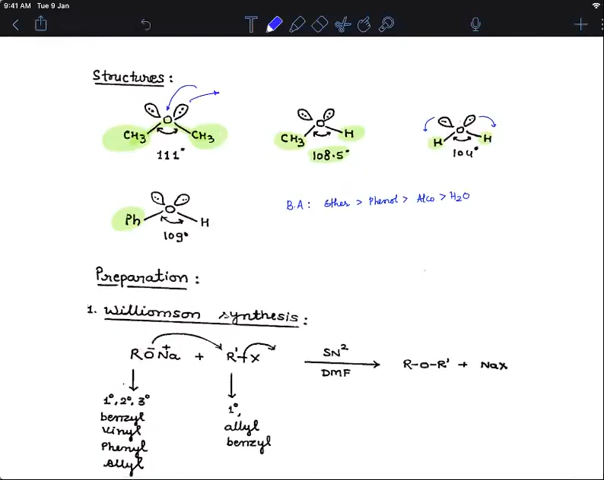 9:41 AM Tue 9 Jan
Structures :
O
CH3 CH3
111°
O
CH3 H
108.5°
O
H H
104°
O
Ph H
109°
B.A : Ether > Phenol > Alco > H2O
Preparation :
1. Williamson synthesis :
RO⁻Na⁺ + R'-X SN2 DMF R-O-R' + NaX
1°, 2°, 3°
benzyl
vinyl
Phenyl
allyl
1°,
allyl
benzyl